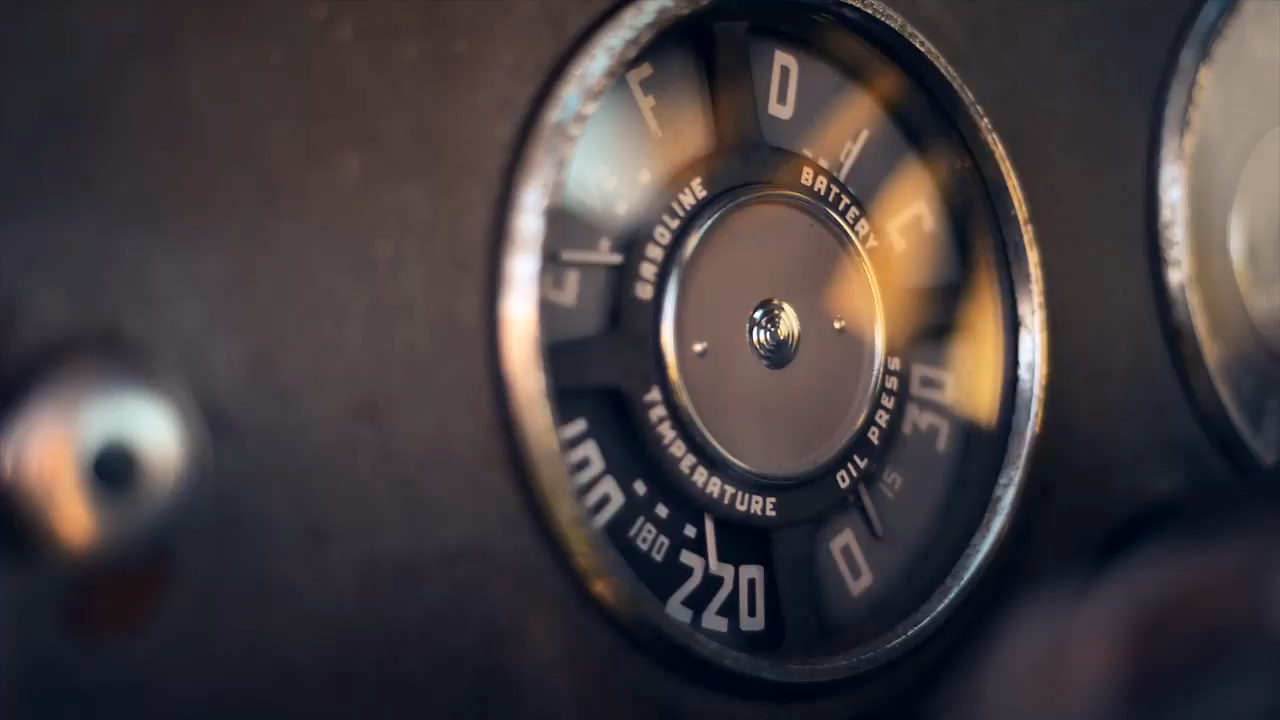 F
D
GASOLINE
BATTERY
C
E
TEMPERATURE
OIL PRESS
30
15
100
180
220
0